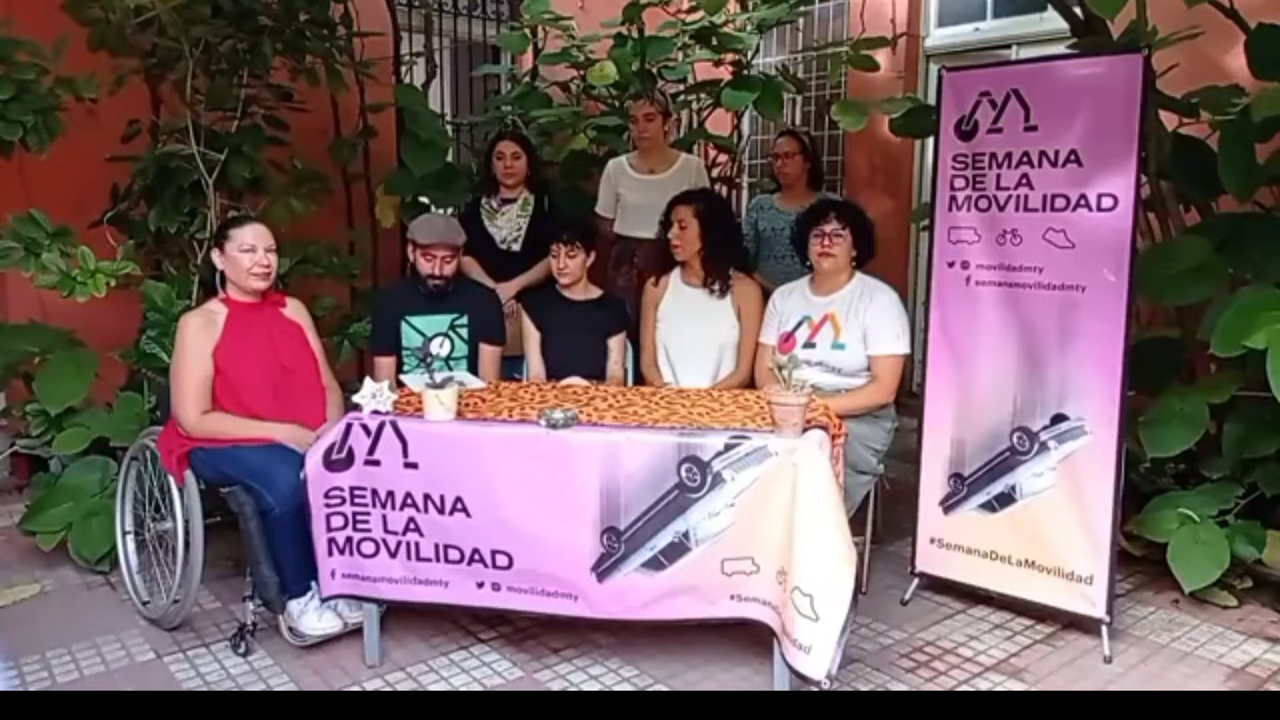 SEMANA
DE LA
MOVILIDAD
movilidadmty
semanamovilidadmty
#SemanaDeLaMovilidad
SEMANA
DE LA
MOVILIDAD
semanamovilidadmty
movilidadmty